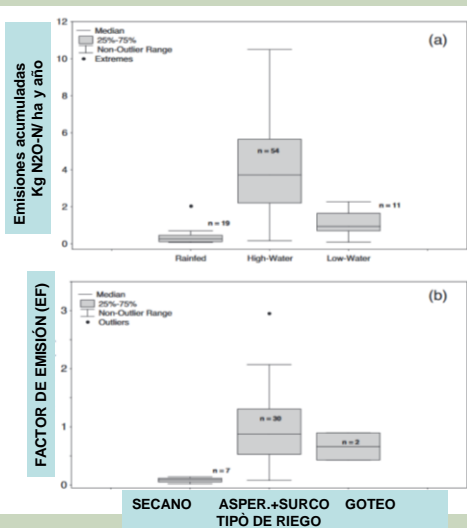 Emisiones acumuladas
Kg N2O-N/ ha y año
12
10
8
6
4
2
0
Median
25%-75%
Non-Outlier Range
Extremes
(a)
n = 19
n = 54
n = 11
Rainfed High-Water Low-Water
FACTOR DE EMISIÓN (EF)
3
2
1
0
Median
25%-75%
Non-Outlier Range
Outliers
(b)
n = 7
n = 30
n = 2
SECANO ASPER.+SURCO GOTEO
TIPÒ DE RIEGO